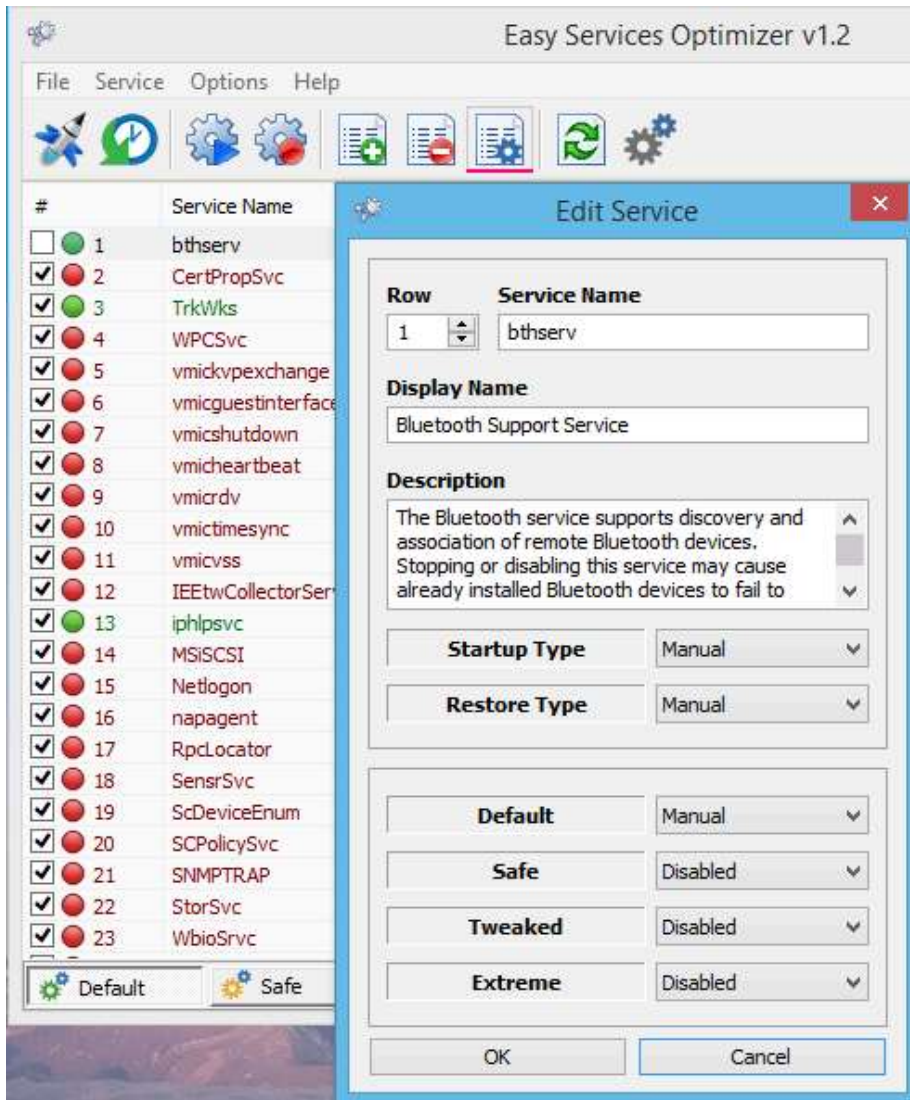 Easy Services Optimizer v1.2
File Service Options Help
# Service Name
1 bthserv
2 CertPropSvc
3 TrkWks
4 WPCSvc
5 vmickvpexchange
6 vmicguestinterface
7 vmicshutdown
8 vmicheartbeat
9 vmicrdv
10 vmictimesync
11 vmicvss
12 IEEtwCollectorSer
13 iphlpsvc
14 MSiSCSI
15 Netlogon
16 napagent
17 RpcLocator
18 SensrSvc
19 ScDeviceEnum
20 SCPolicySvc
21 SNMPTRAP
22 StorSvc
23 WbioSrvc
Default Safe
Edit Service
Row Service Name
1 bthserv
Display Name
Bluetooth Support Service
Description
The Bluetooth service supports discovery and
association of remote Bluetooth devices.
Stopping or disabling this service may cause
already installed Bluetooth devices to fail to
Startup Type Manual
Restore Type Manual
Default Manual
Safe Disabled
Tweaked Disabled
Extreme Disabled
OK Cancel